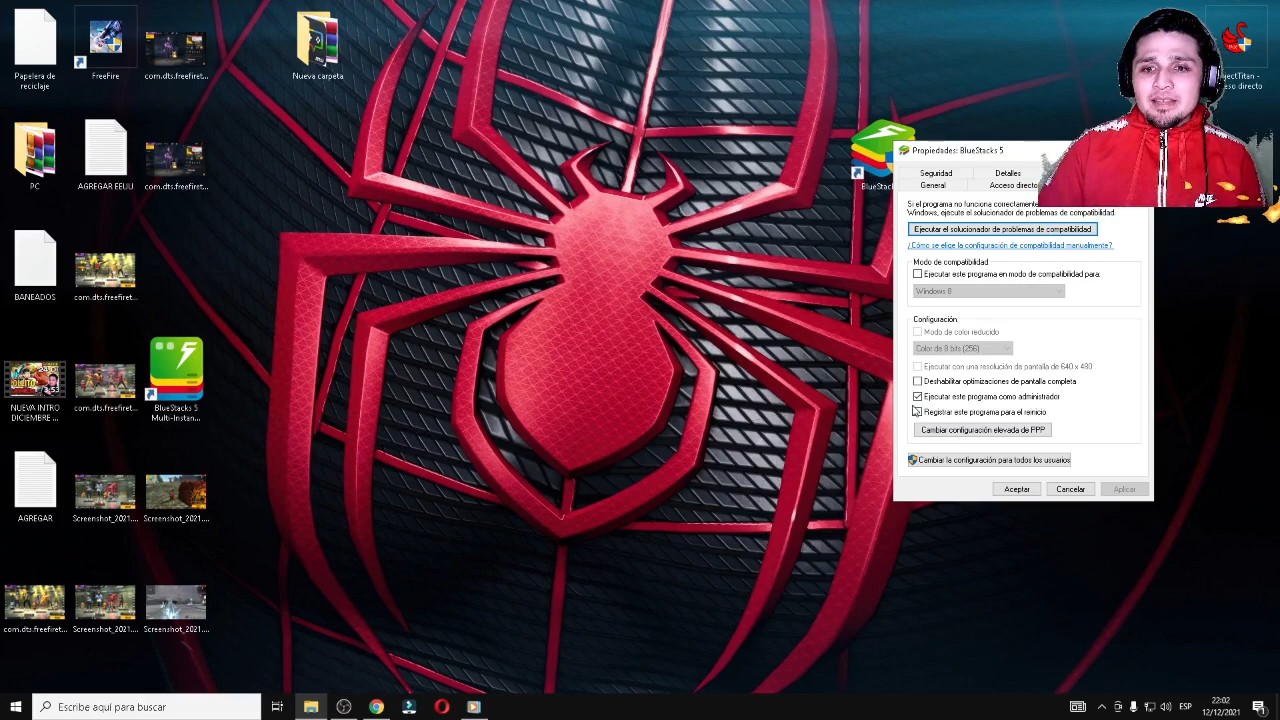 Papelera de
reciclaje
FreeFire
com.dts.freefiret...
Nueva carpeta
PC
AGREGAR EEUU
com.dts.freefiret...
BANEADOS
com.dts.freefiret...
NUEVA INTRO
DICIEMBRE ...
com.dts.freefiret...
BlueStacks 5
Multi-Instan...
AGREGAR
Screenshot_2021....
Screenshot_2021....
com.dts.freefiret...
Screenshot_2021....
Screenshot_2021....
Propiedades: BlueStacks 5
Seguridad
Detalles
General
Acceso directo
Si el programa no funciona correctamente
Windows, ejecute el solucionador de problemas de compatibilidad.
Ejecutar el solucionador de problemas de compatibilidad
¿Cómo se elige la configuración de compatibilidad manualmente?
Modo de compatibilidad
Ejecutar este programa en modo de compatibilidad para:
Windows 8
Configuración
Modo de color reducido
Color de 8 bits (256)
Ejecutar con una resolución de pantalla de 640 x 480
Deshabilitar optimizaciones de pantalla completa
Ejecutar este programa como administrador
Registrar este programa para el reinicio
Cambiar configuración elevada de PPP
Cambiar la configuración para todos los usuarios
Aceptar
Cancelar
Aplicar
Escribe aquí para buscar
ESP
22:02
12/12/2021